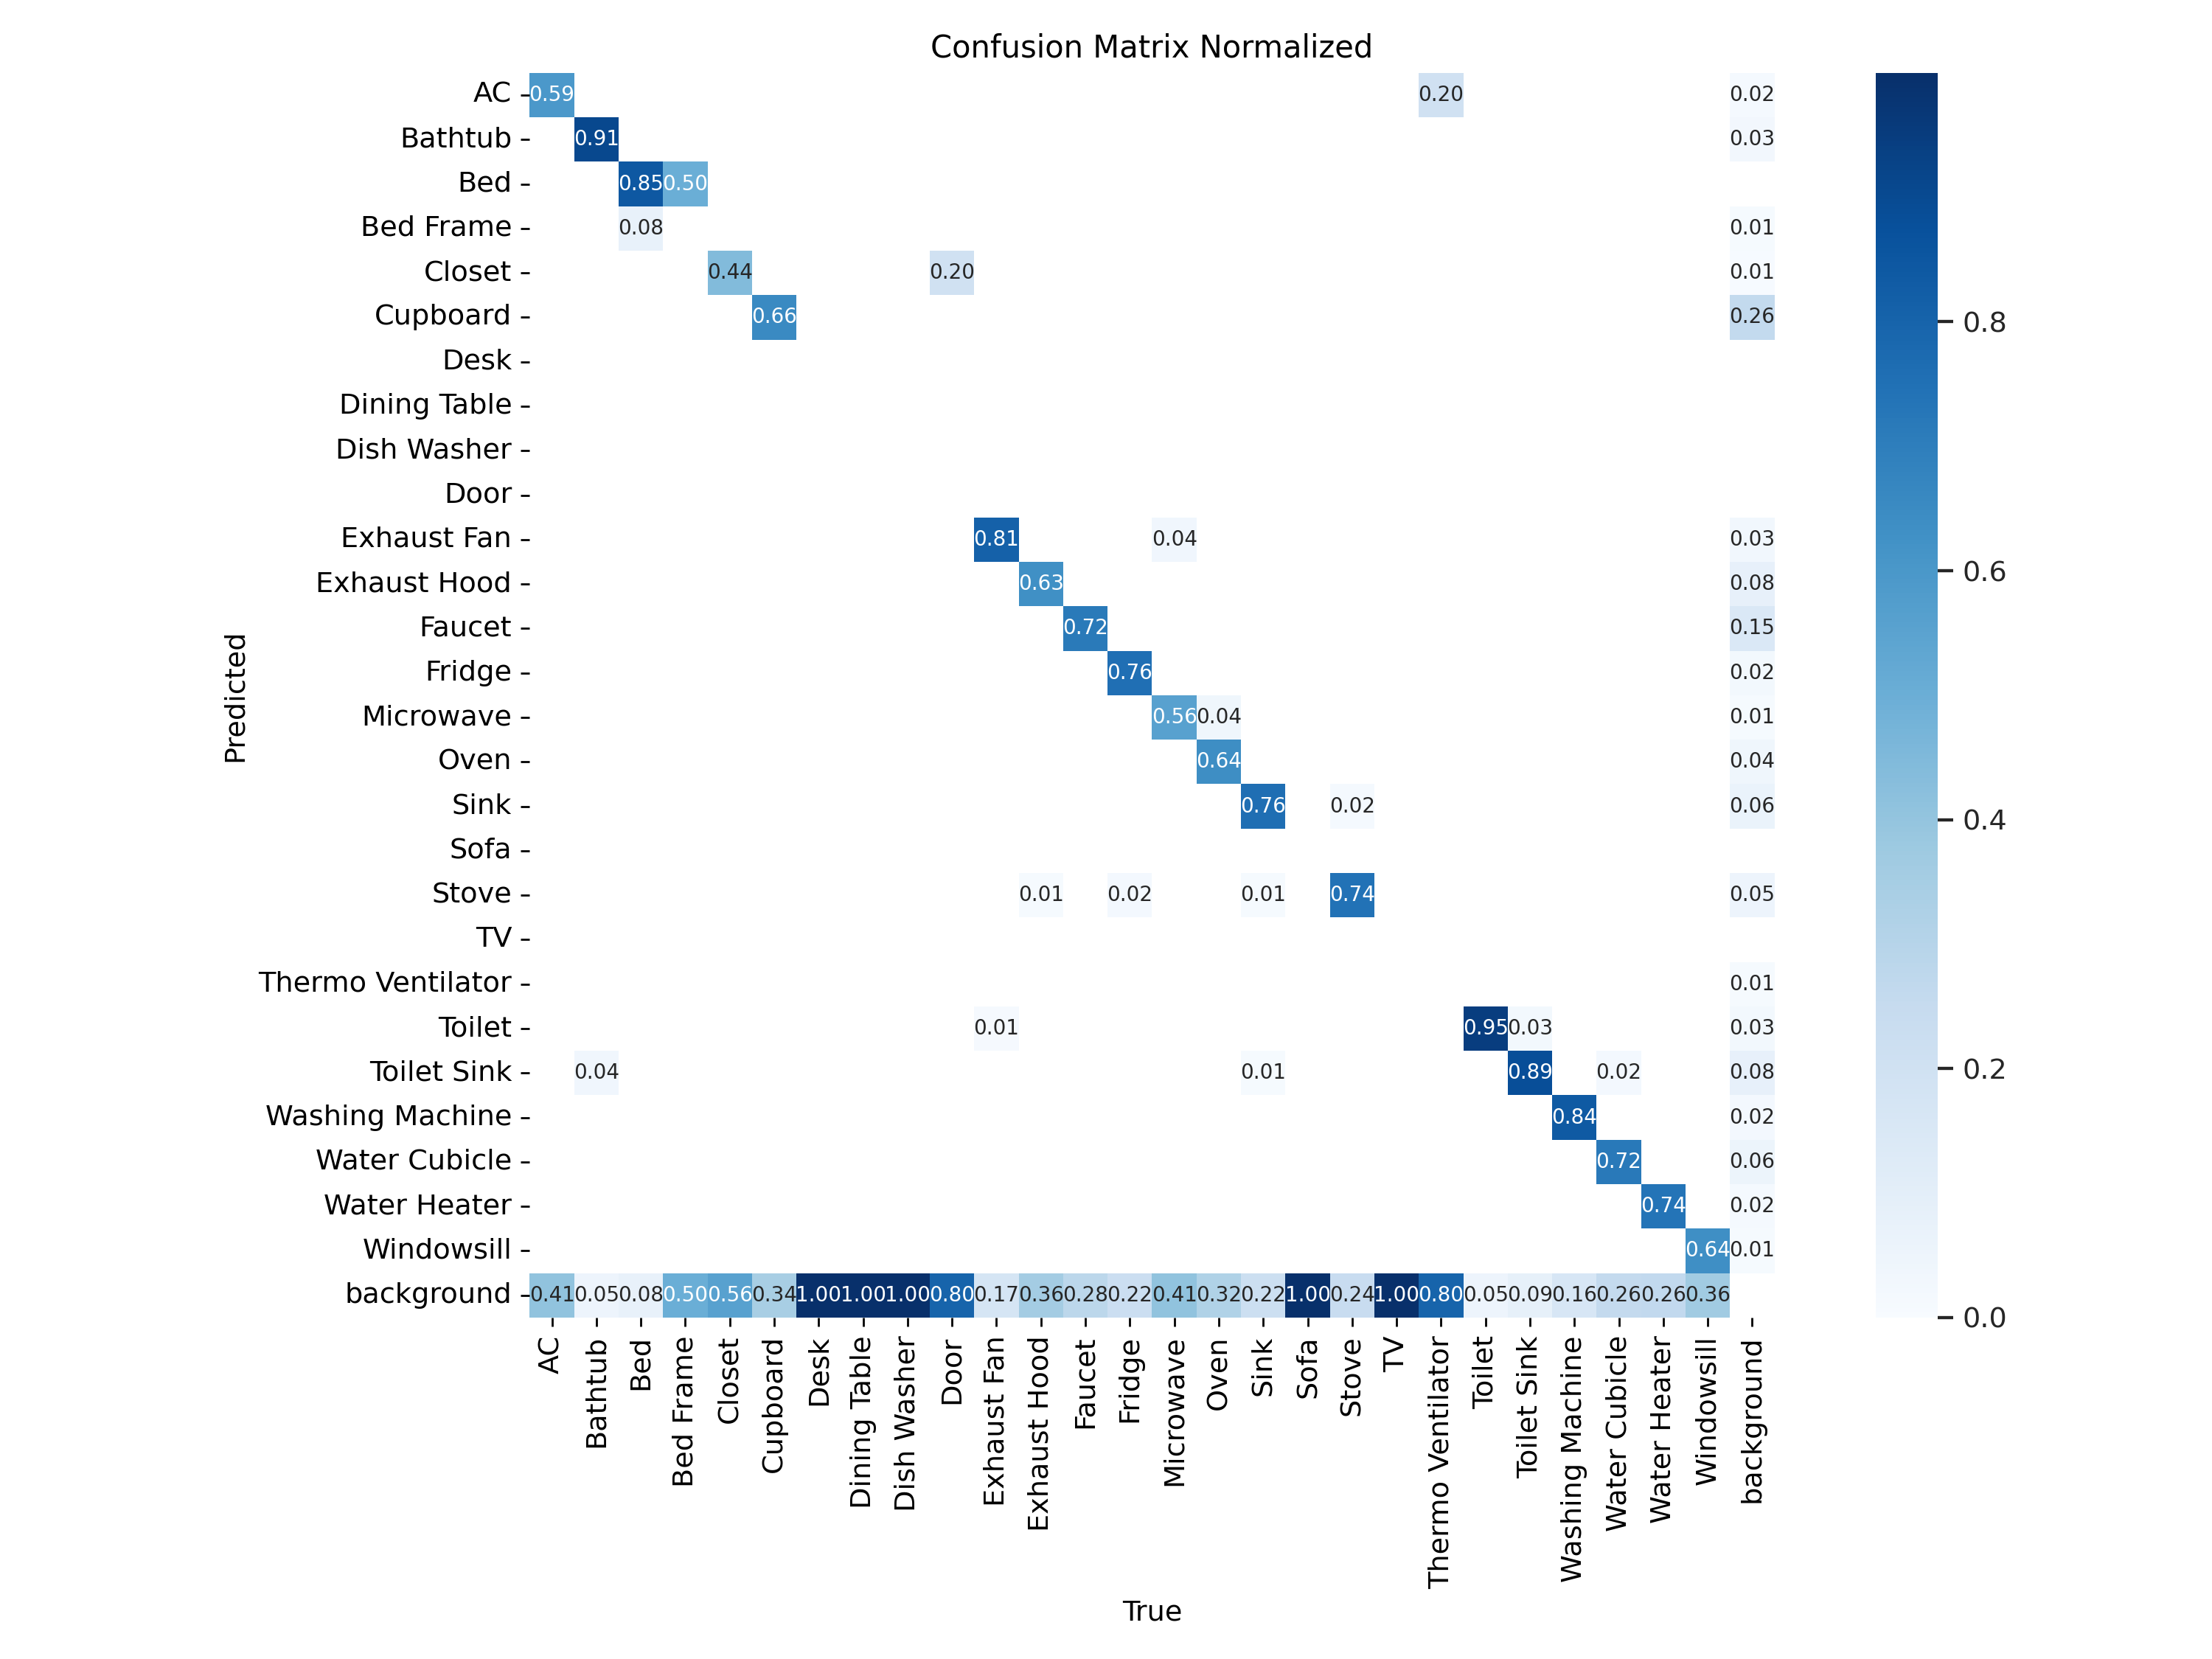 Confusion Matrix Normalized
AC 0.59 0.20 0.02
Bathtub 0.91 0.03
Bed 0.85 0.50
Bed Frame 0.08 0.01
Closet 0.44 0.20 0.01
Cupboard 0.66 0.26
Desk
Dining Table
Dish Washer
Door
Exhaust Fan 0.81 0.04 0.03
Exhaust Hood 0.63 0.08
Faucet 0.72 0.15
Fridge 0.76 0.02
Microwave 0.56 0.04 0.01
Oven 0.64 0.04
Sink 0.76 0.02 0.06
Sofa
Stove 0.01 0.02 0.01 0.74 0.05
TV
Thermo Ventilator 0.01
Toilet 0.01 0.95 0.03 0.03
Toilet Sink 0.04 0.01 0.89 0.02 0.08
Washing Machine 0.84 0.02
Water Cubicle 0.72 0.06
Water Heater 0.74 0.02
Windowsill 0.64 0.01
background 0.41 0.05 0.08 0.50 0.56 0.34 1.00 1.00 1.00 0.80 0.17 0.36 0.28 0.22 0.41 0.32 0.22 1.00 0.24 1.00 0.80 0.05 0.09 0.16 0.26 0.26 0.36
Predicted
AC
Bathtub
Bed
Bed Frame
Closet
Cupboard
Desk
Dining Table
Dish Washer
Door
Exhaust Fan
Exhaust Hood
Faucet
Fridge
Microwave
Oven
Sink
Sofa
Stove
TV
Thermo Ventilator
Toilet
Toilet Sink
Washing Machine
Water Cubicle
Water Heater
Windowsill
background
True
0.8
0.6
0.4
0.2
0.0